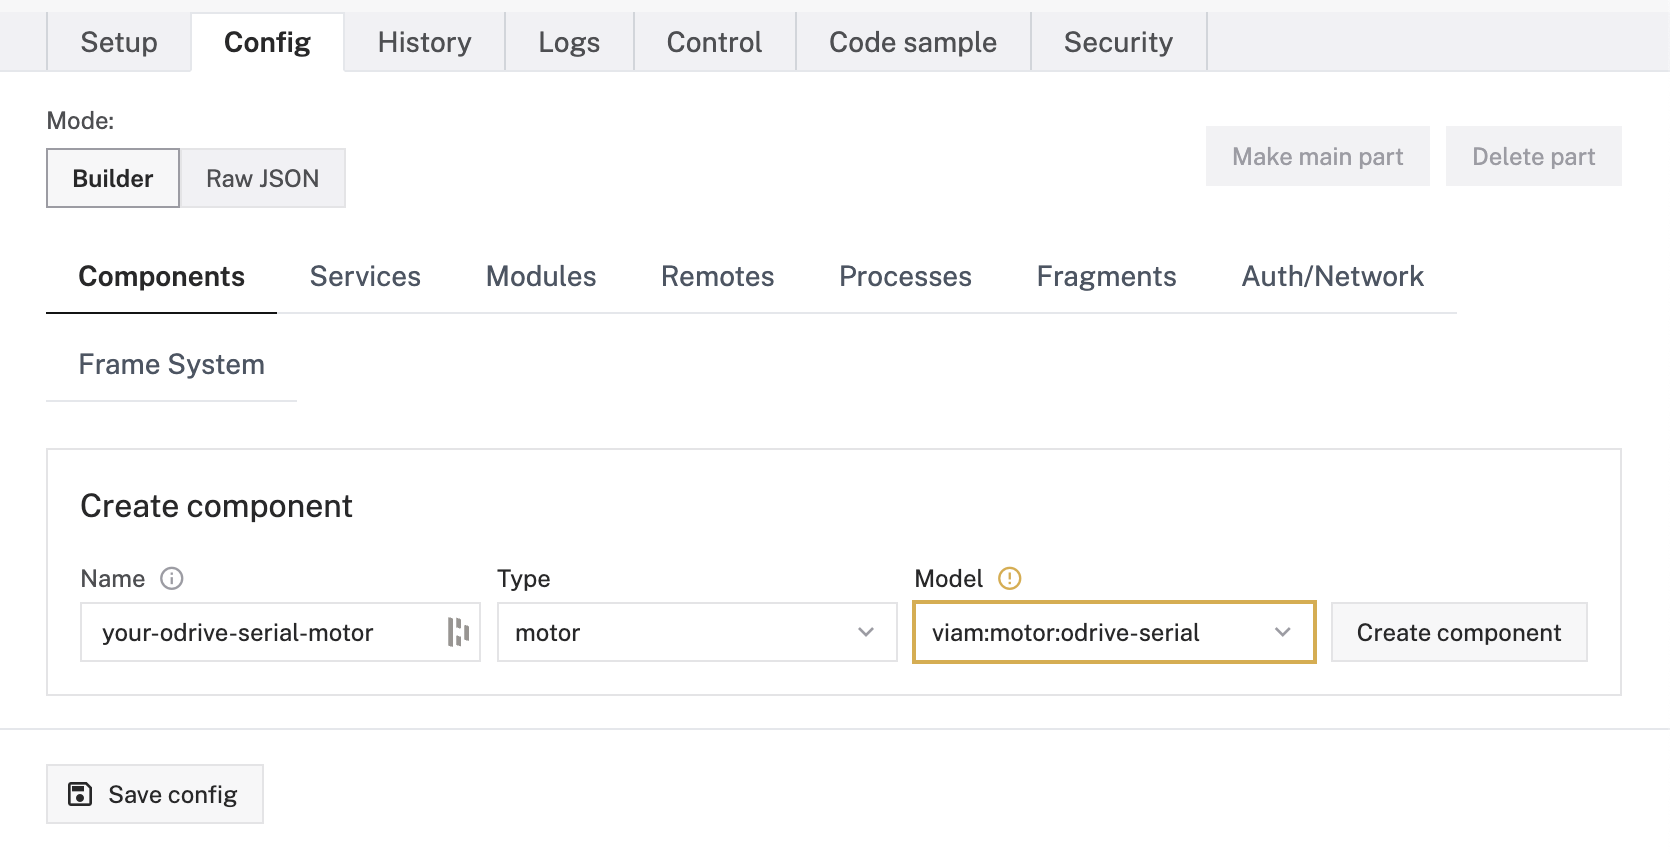 Setup Config History Logs Control Code sample Security
Mode:
Builder Raw JSON
Make main part Delete part
Components Services Modules Remotes Processes Fragments Auth/Network
Frame System
Create component
Name Type Model
your-odrive-serial-motor motor viam:motor:odrive-serial Create component
Save config